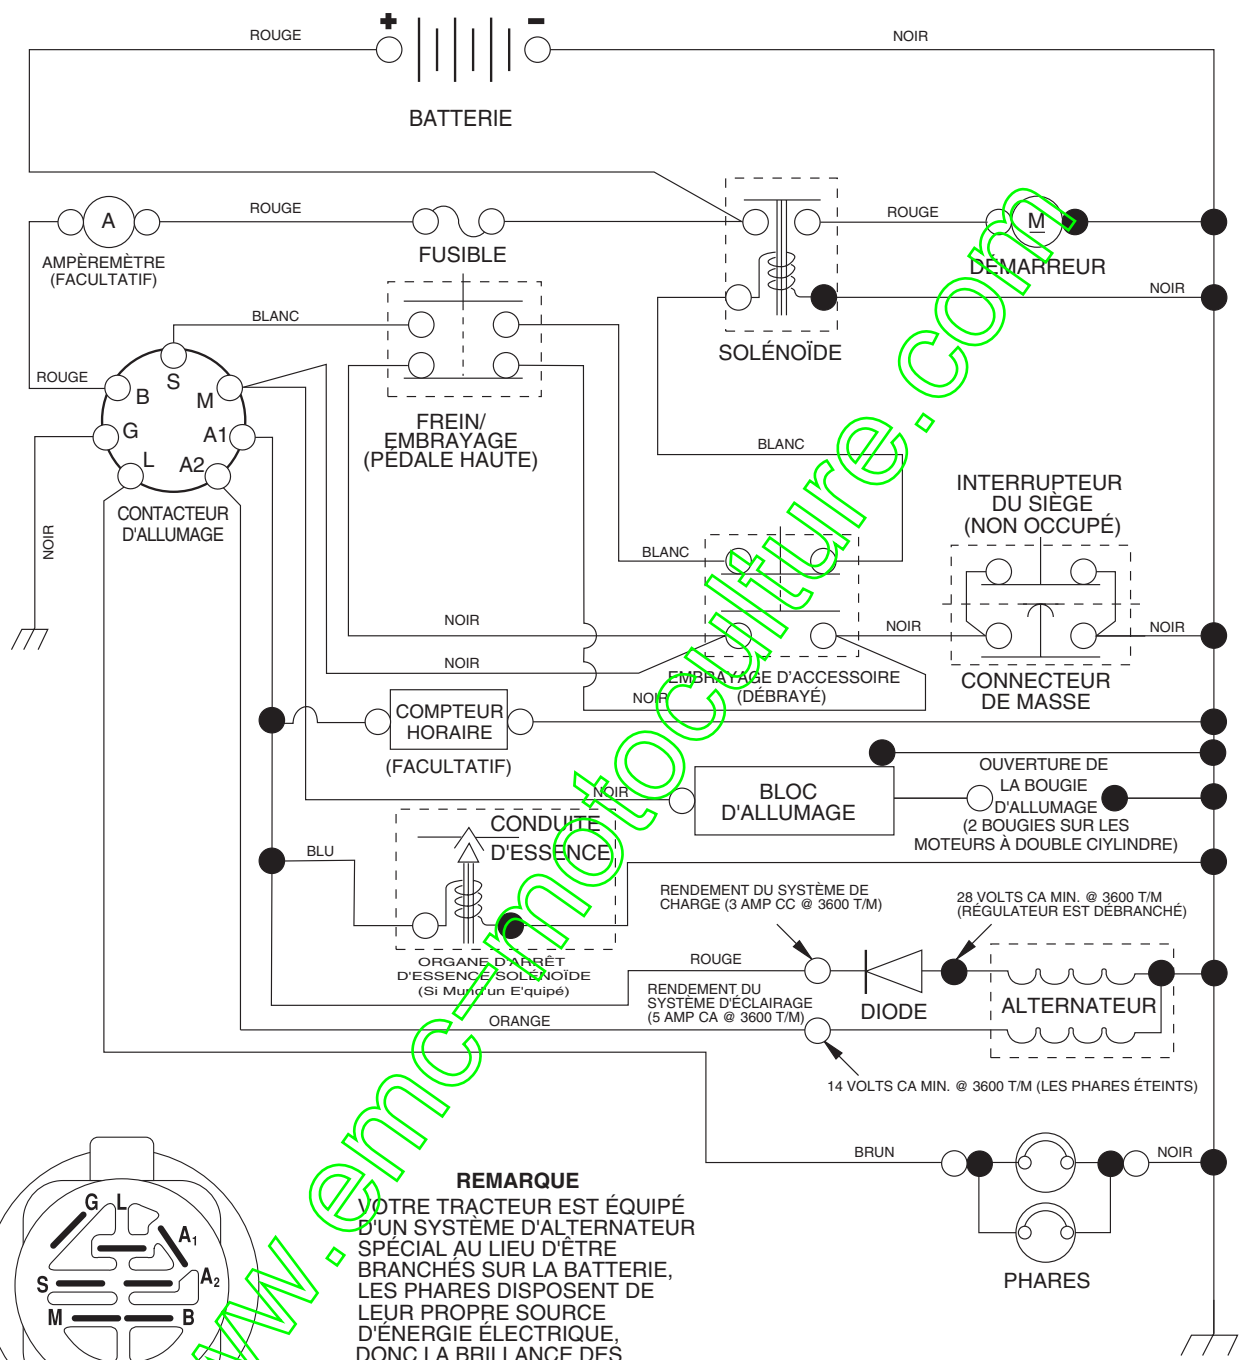 + -
ROUGE
NOIR
BATTERIE
ROUGE
ROUGE
A
M
AMPÈREMÈTRE
(FACULTATIF)
FUSIBLE
DÉMARREUR
NOIR
BLANC
SOLÉNOÏDE
ROUGE
S
B
M
G
A1
L
A2
FREIN/
EMBRAYAGE
(PÉDALE HAUTE)
BLANC
CONTACTEUR
D'ALLUMAGE
NOIR
INTERRUPTEUR
DU SIÈGE
(NON OCCUPÉ)
BLANC
NOIR
NOIR
NOIR
NOIR
EMBRAYAGE D'ACCESSOIRE
(DÉBRAYÉ)
CONNECTEUR
DE MASSE
NOIR
COMPTEUR
HORAIRE
(FACULTATIF)
NOIR
BLOC
D'ALLUMAGE
OUVERTURE DE
LA BOUGIE
D'ALLUMAGE
(2 BOUGIES SUR LES
MOTEURS À DOUBLE CIYLINDRE)
CONDUITE
D'ESSENCE
BLU
RENDEMENT DU SYSTÈME DE
CHARGE (3 AMP CC @ 3600 T/M)
28 VOLTS CA MIN. @ 3600 T/M
(RÉGULATEUR EST DÉBRANCHÉ)
ORGANE D'ARRÊT
D'ESSENCE SOLÉNOÏDE
(Si Mund'un E'quipé)
ROUGE
RENDEMENT DU
SYSTÈME D'ÉCLAIRAGE
(5 AMP CA @ 3600 T/M)
DIODE
ALTERNATEUR
ORANGE
14 VOLTS CA MIN. @ 3600 T/M (LES PHARES ÉTEINTS)
BRUN
NOIR
PHARES
G L
A1
S
A2
M
B
REMARQUE
VOTRE TRACTEUR EST ÉQUIPÉ
D'UN SYSTÈME D'ALTERNATEUR
SPÉCIAL AU LIEU D'ÊTRE
BRANCHÉS SUR LA BATTERIE,
LES PHARES DISPOSENT DE
LEUR PROPRE SOURCE
D'ÉNERGIE ÉLECTRIQUE,
DONC LA BRILLANCE DES
w.emc-motoculture.com